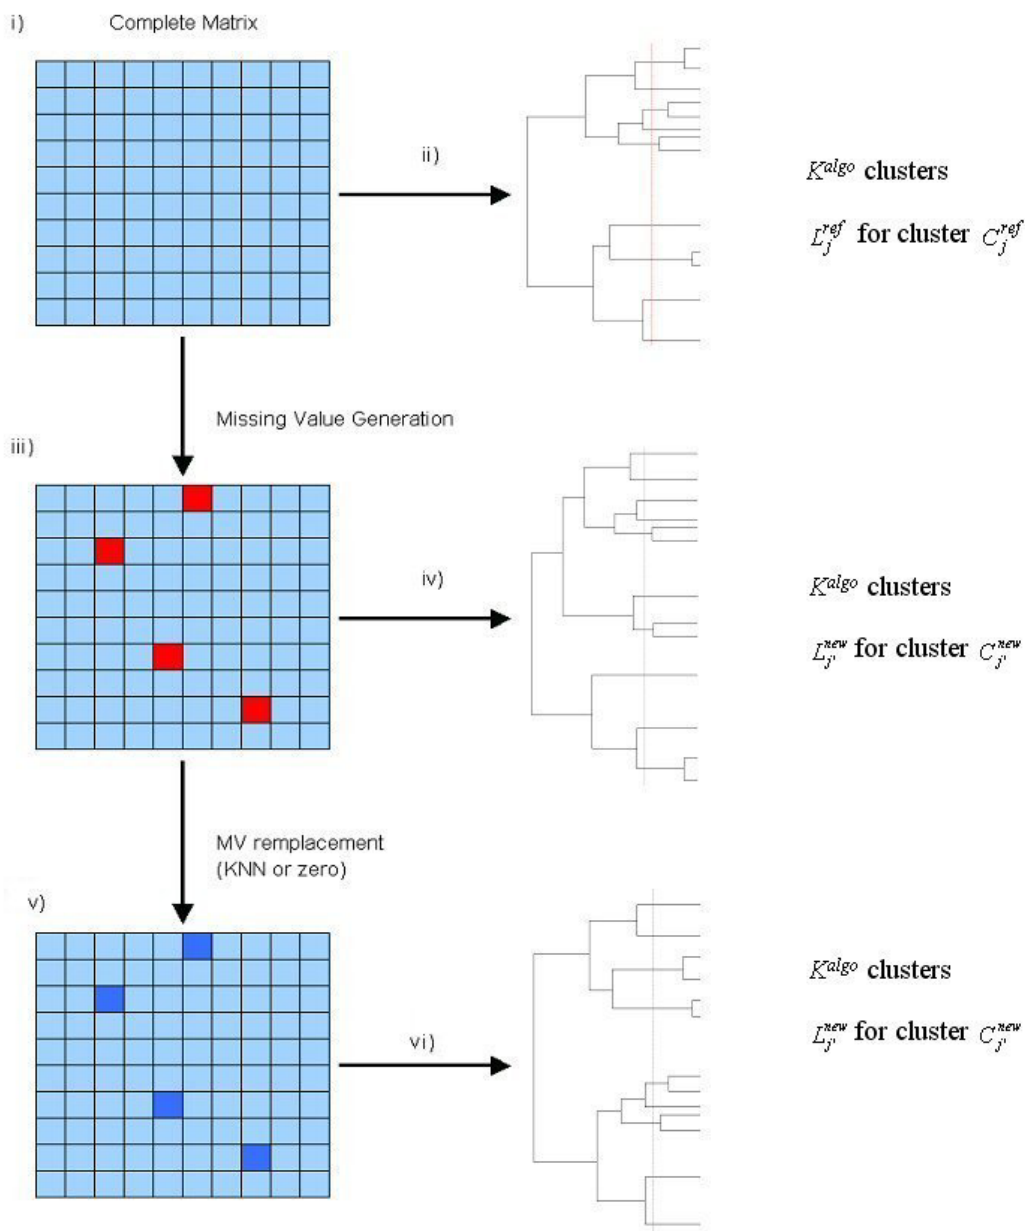 i)
Complete Matrix
ii)
K^algo clusters
L_j^ref for cluster C_j^ref
Missing Value Generation
iii)
iv)
K^algo clusters
L_j'^new for cluster C_j'^new
MV remplacement
(KNN or zero)
v)
vi)
K^algo clusters
L_j'^new for cluster C_j'^new